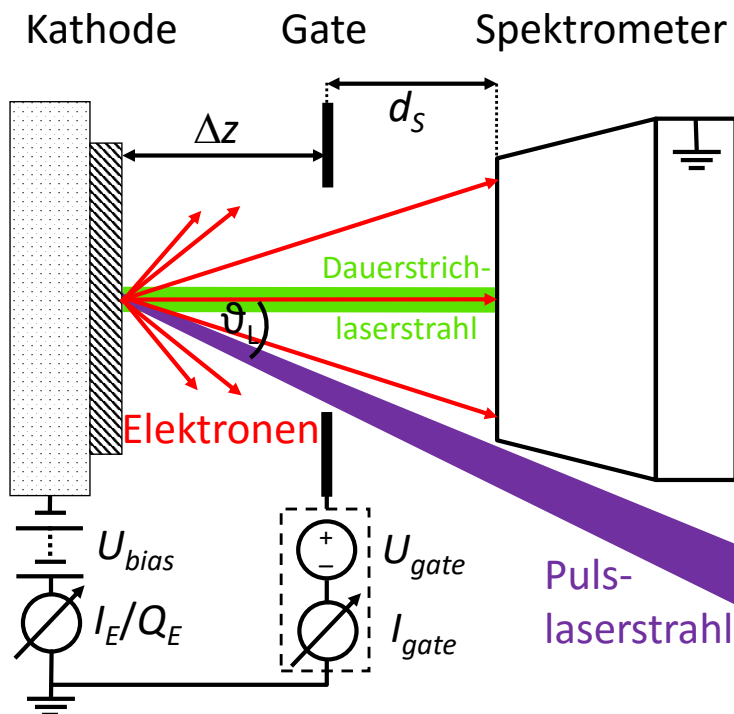 Kathode Gate Spektrometer
Δz
d_S
Dauerstrich-
laserstrahl
ϑ_L
Elektronen
U_bias
I_E/Q_E
+
−
U_gate
I_gate
Puls-
laserstrahl